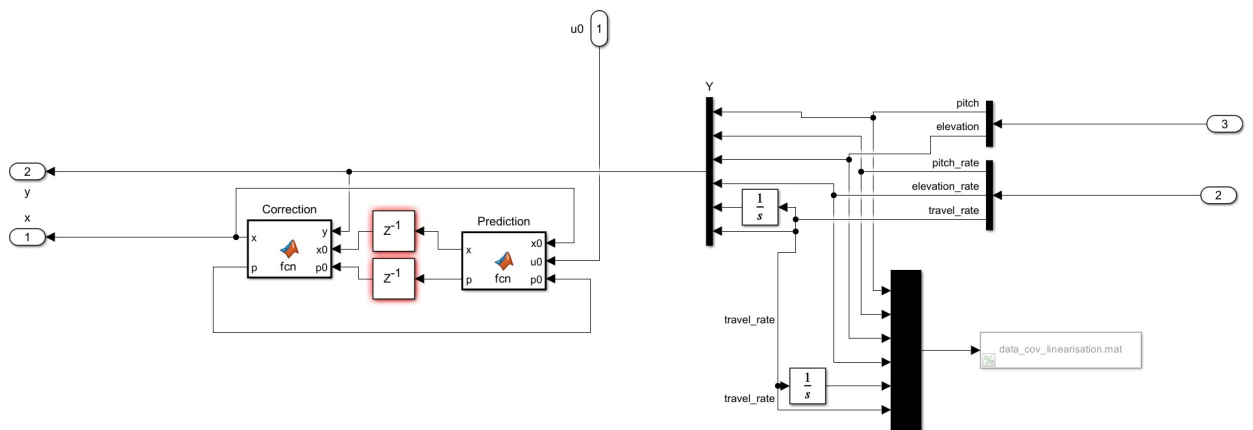 u0
1
Y
pitch
elevation
3
pitch_rate
elevation_rate
travel_rate
2
1
s
2
y
x
1
Correction
y
x
x0
fcn
p
p0
Z-1
Z-1
Prediction
x
x0
u0
fcn
p
p0
travel_rate
1
s
travel_rate
data_cov_linearisation.mat
%